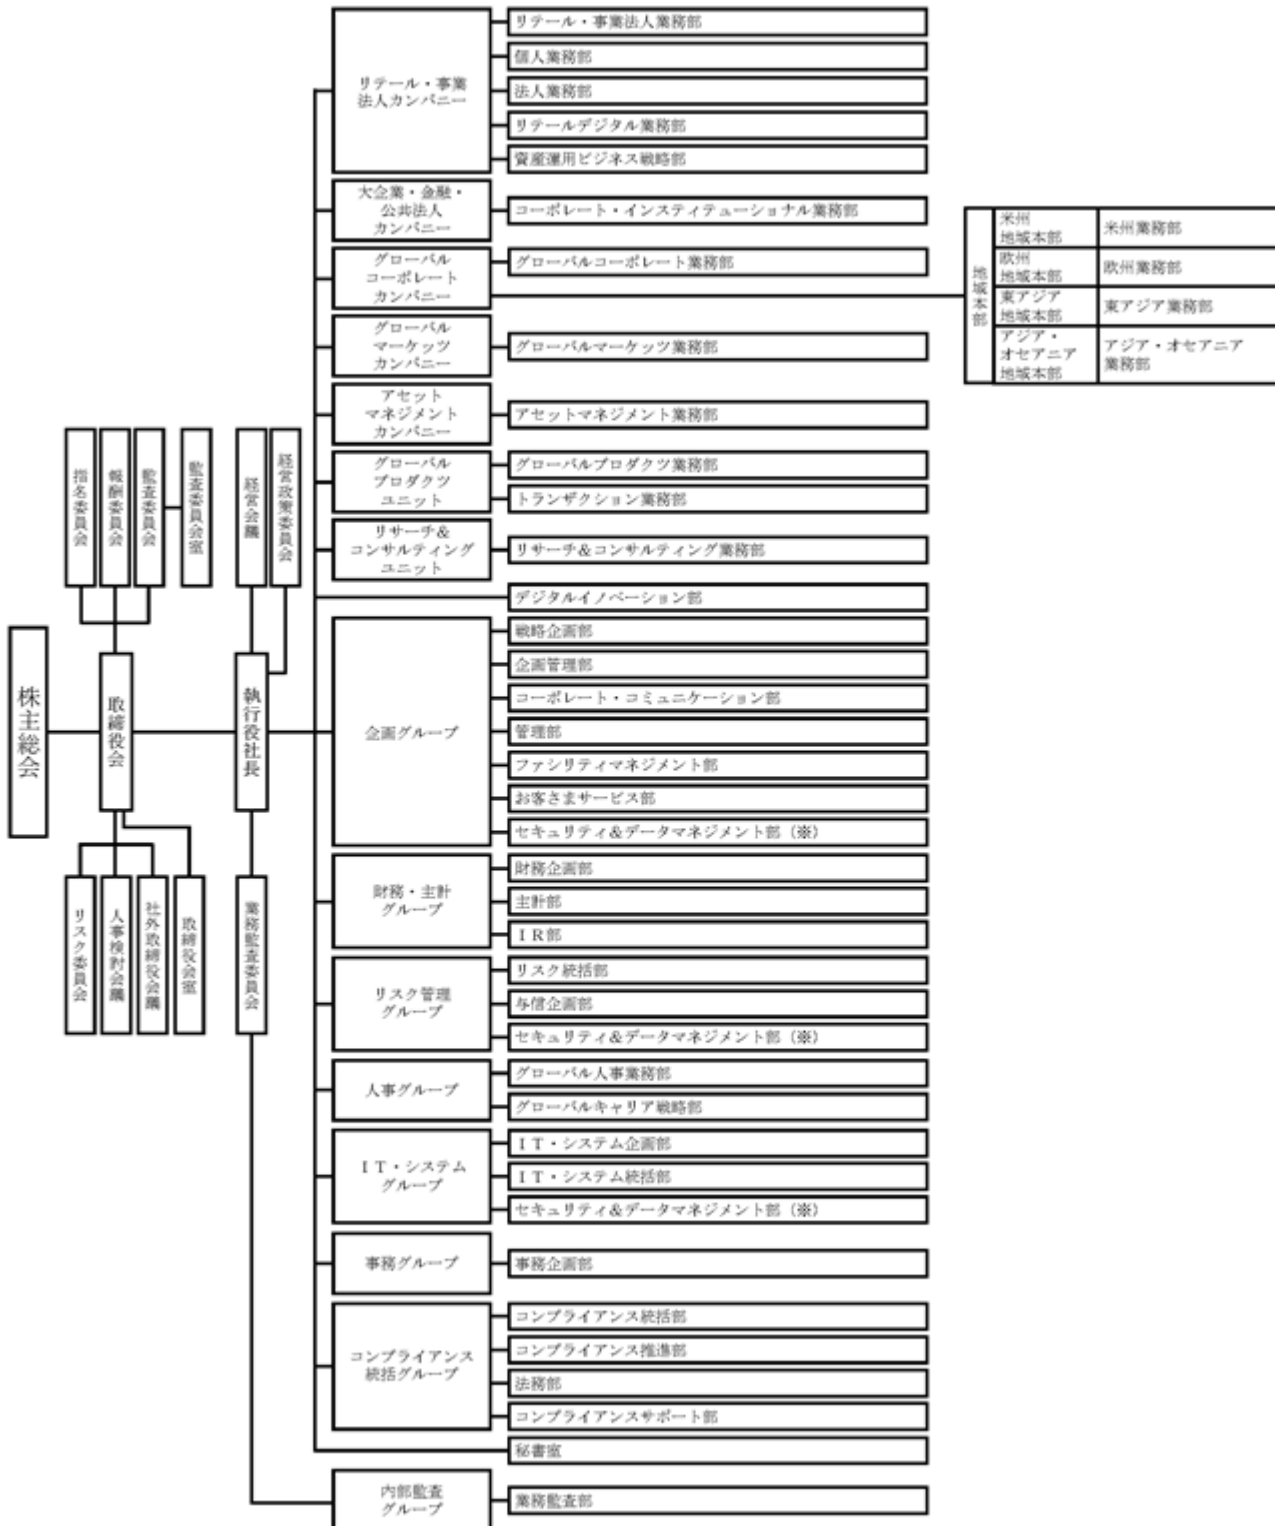 株主総会
取締役会
指名委員会
報酬委員会
監査委員会
監査委員会室
リスク委員会
人事検討会議
社外取締役会議
取締役会室
執行役社長
経営会議
経営政策委員会
業務監査委員会
リテール・事業
法人カンパニー
リテール・事業法人業務部
個人業務部
法人業務部
リテールデジタル業務部
資産運用ビジネス戦略部
大企業・金融・
公共法人
カンパニー
コーポレート・インスティテューショナル業務部
グローバル
コーポレート
カンパニー
グローバルコーポレート業務部
地域本部
米州
地域本部
米州業務部
欧州
地域本部
欧州業務部
東アジア
地域本部
東アジア業務部
アジア・
オセアニア
地域本部
アジア・オセアニア
業務部
グローバル
マーケッツ
カンパニー
グローバルマーケッツ業務部
アセット
マネジメント
カンパニー
アセットマネジメント業務部
グローバル
プロダクツ
ユニット
グローバルプロダクツ業務部
トランザクション業務部
リサーチ&
コンサルティング
ユニット
リサーチ&コンサルティング業務部
デジタルイノベーション部
企画グループ
戦略企画部
企画管理部
コーポレート・コミュニケーション部
管理部
ファシリティマネジメント部
お客さまサービス部
セキュリティ&データマネジメント部(※)
財務・主計
グループ
財務企画部
主計部
IR部
リスク管理
グループ
リスク統括部
与信企画部
セキュリティ&データマネジメント部(※)
人事グループ
グローバル人事業務部
グローバルキャリア戦略部
IT・システム
グループ
IT・システム企画部
IT・システム統括部
セキュリティ&データマネジメント部(※)
事務グループ
事務企画部
コンプライアンス
統括グループ
コンプライアンス統括部
コンプライアンス推進部
法務部
コンプライアンスサポート部
秘書室
内部監査
グループ
業務監査部